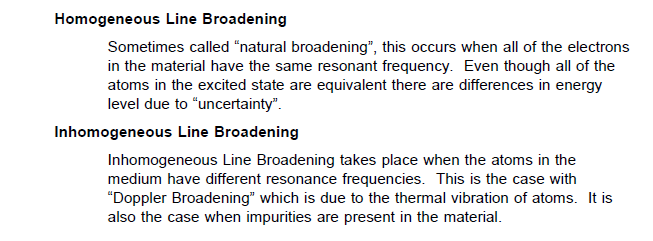 Homogeneous Line Broadening
Sometimes called “natural broadening”, this occurs when all of the electrons
in the material have the same resonant frequency.  Even though all of the
atoms in the excited state are equivalent there are differences in energy
level due to “uncertainty”.
Inhomogeneous Line Broadening
Inhomogeneous Line Broadening takes place when the atoms in the
medium have different resonance frequencies.  This is the case with
“Doppler Broadening” which is due to the thermal vibration of atoms.  It is
also the case when impurities are present in the material.